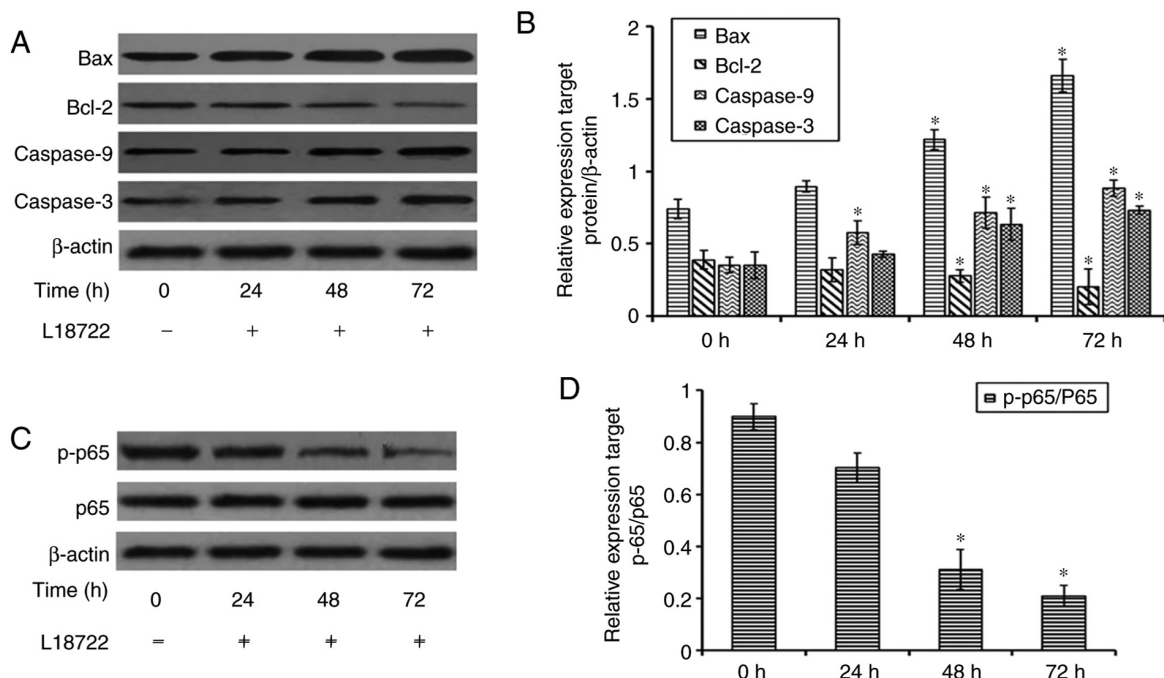 A
Bax
Bcl-2
Caspase-9
Caspase-3
β-actin
Time (h) 0 24 48 72
L18722 – + + +
B
Relative expression target
protein/β-actin
2
1.5
1
0.5
0
Bax
Bcl-2
Caspase-9
Caspase-3
*
*
*
*
*
*
*
*
*
0 h 24 h 48 h 72 h
C
p-p65
p65
β-actin
Time (h) 0 24 48 72
L18722 = ‡ ‡ ‡
D
Relative expression target
p-65/p65
1
0.8
0.6
0.4
0.2
0
p-p65/P65
*
*
0 h 24 h 48 h 72 h